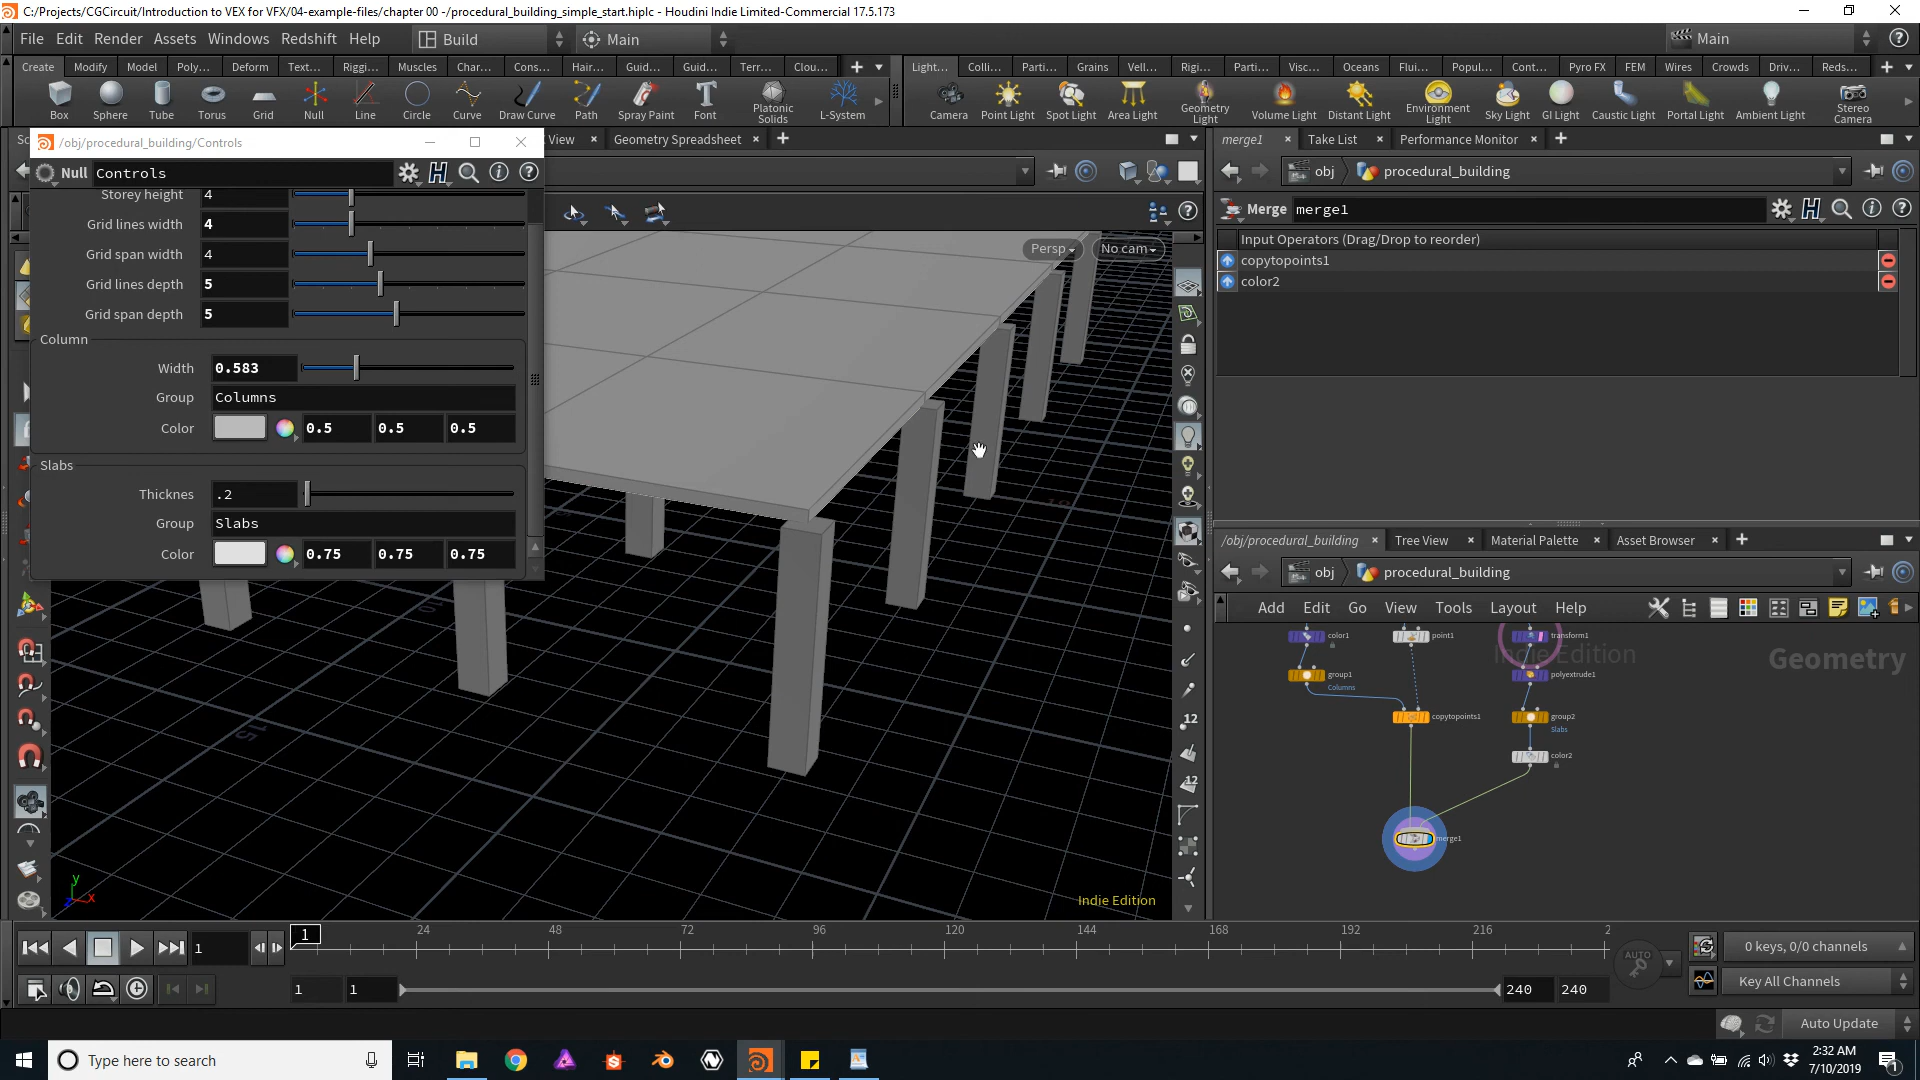 C:/Projects/CGCircuit/Introduction to VEX for VFX/04-example-files/chapter 00 -/procedural_building_simple_start.hiplc - Houdini Indie Limited-Commercial 17.5.173
File Edit Render Assets Windows Redshift Help Build Main Main
Create Modify Model Poly... Deform Text... Riggi... Muscles Char... Cons... Hair... Guid... Guid... Terr... Clou... Light... Colli... Parti... Grains Vell... Rigi... Parti... Visc... Oceans Flui... Popul... Cont... Pyro FX FEM Wires Crowds Driv... Reds...
Box Sphere Tube Torus Grid Null Line Circle Curve Draw Curve Path Spray Paint Font Platonic Solids L-System Camera Point Light Spot Light Area Light Geometry Light Volume Light Distant Light Environment Light Sky Light GI Light Caustic Light Portal Light Ambient Light Stereo Camera
/obj/procedural_building/Controls
View Geometry Spreadsheet
merge1 Take List Performance Monitor
Null Controls
obj procedural_building
Storey height 4
Grid lines width 4
Grid span width 4
Grid lines depth 5
Grid span depth 5
Column
Width 0.583
Group Columns
Color 0.5 0.5 0.5
Slabs
Thicknes .2
Group Slabs
Color 0.75 0.75 0.75
Persp No cam
10
15
12
12
Indie Edition
Merge merge1
Input Operators (Drag/Drop to reorder)
copytopoints1
color2
/obj/procedural_building Tree View Material Palette Asset Browser
obj procedural_building
Add Edit Go View Tools Layout Help
Indie Edition
Geometry
color1 point1 transform1
group1
Columns
polyextrude1
copytopoints1
group2
Slabs
color2
merge1
1 1 24 48 72 96 120 144 168 192 216 2
AUTO
0 keys, 0/0 channels
1 1 240 240
Key All Channels
Auto Update
Type here to search
2:32 AM
7/10/2019
1